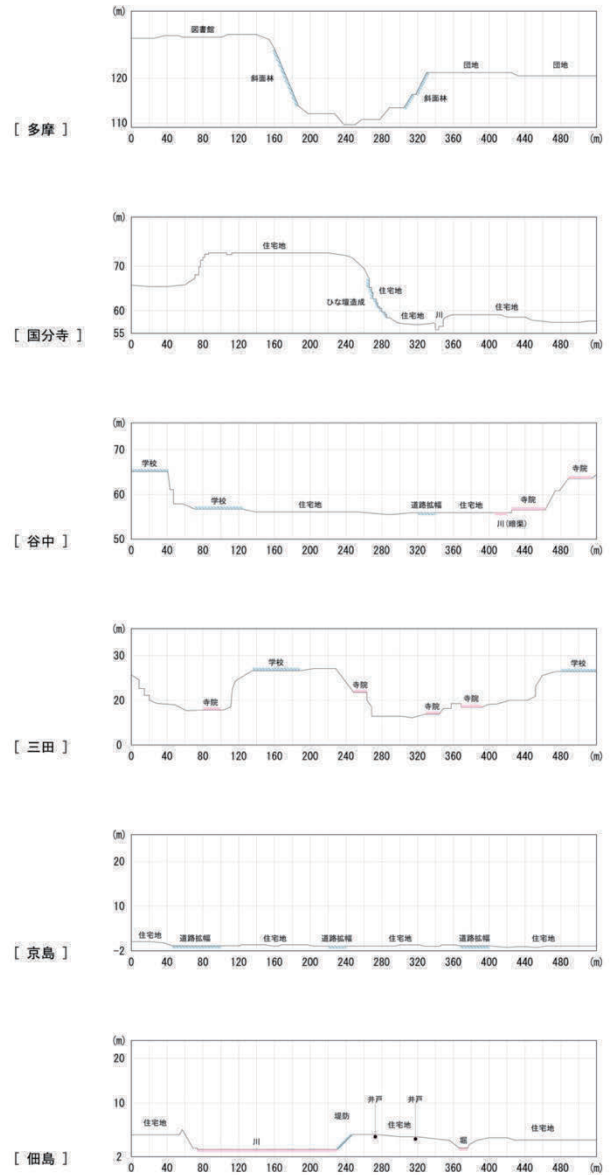 (m)
図書館
斜面林
団地
団地
120
斜面林
110
[ 多摩 ]
0 40 80 120 160 200 240 280 320 360 400 440 480 (m)
(m)
住宅地
70
住宅地
ひな壇造成
60
住宅地 川 住宅地
55
[ 国分寺 ]
0 40 80 120 160 200 240 280 320 360 400 440 480 (m)
(m)
70
学校
寺院
60
学校 住宅地 道路拡幅 住宅地 寺院
川(暗渠)
50
[ 谷中 ]
0 40 80 120 160 200 240 280 320 360 400 440 480 (m)
(m)
30
学校
学校
寺院
20
寺院
寺院
寺院
0
[ 三田 ]
0 40 80 120 160 200 240 280 320 360 400 440 480 (m)
(m)
20
10
住宅地 道路拡幅 住宅地 道路拡幅 住宅地 道路拡幅 住宅地
-2
[ 京島 ]
0 40 80 120 160 200 240 280 320 360 400 440 480 (m)
(m)
20
10
井戸 井戸
住宅地
堤防
住宅地
住宅地
川
堀
2
[ 佃島 ]
0 40 80 120 160 200 240 280 320 360 400 440 480 (m)